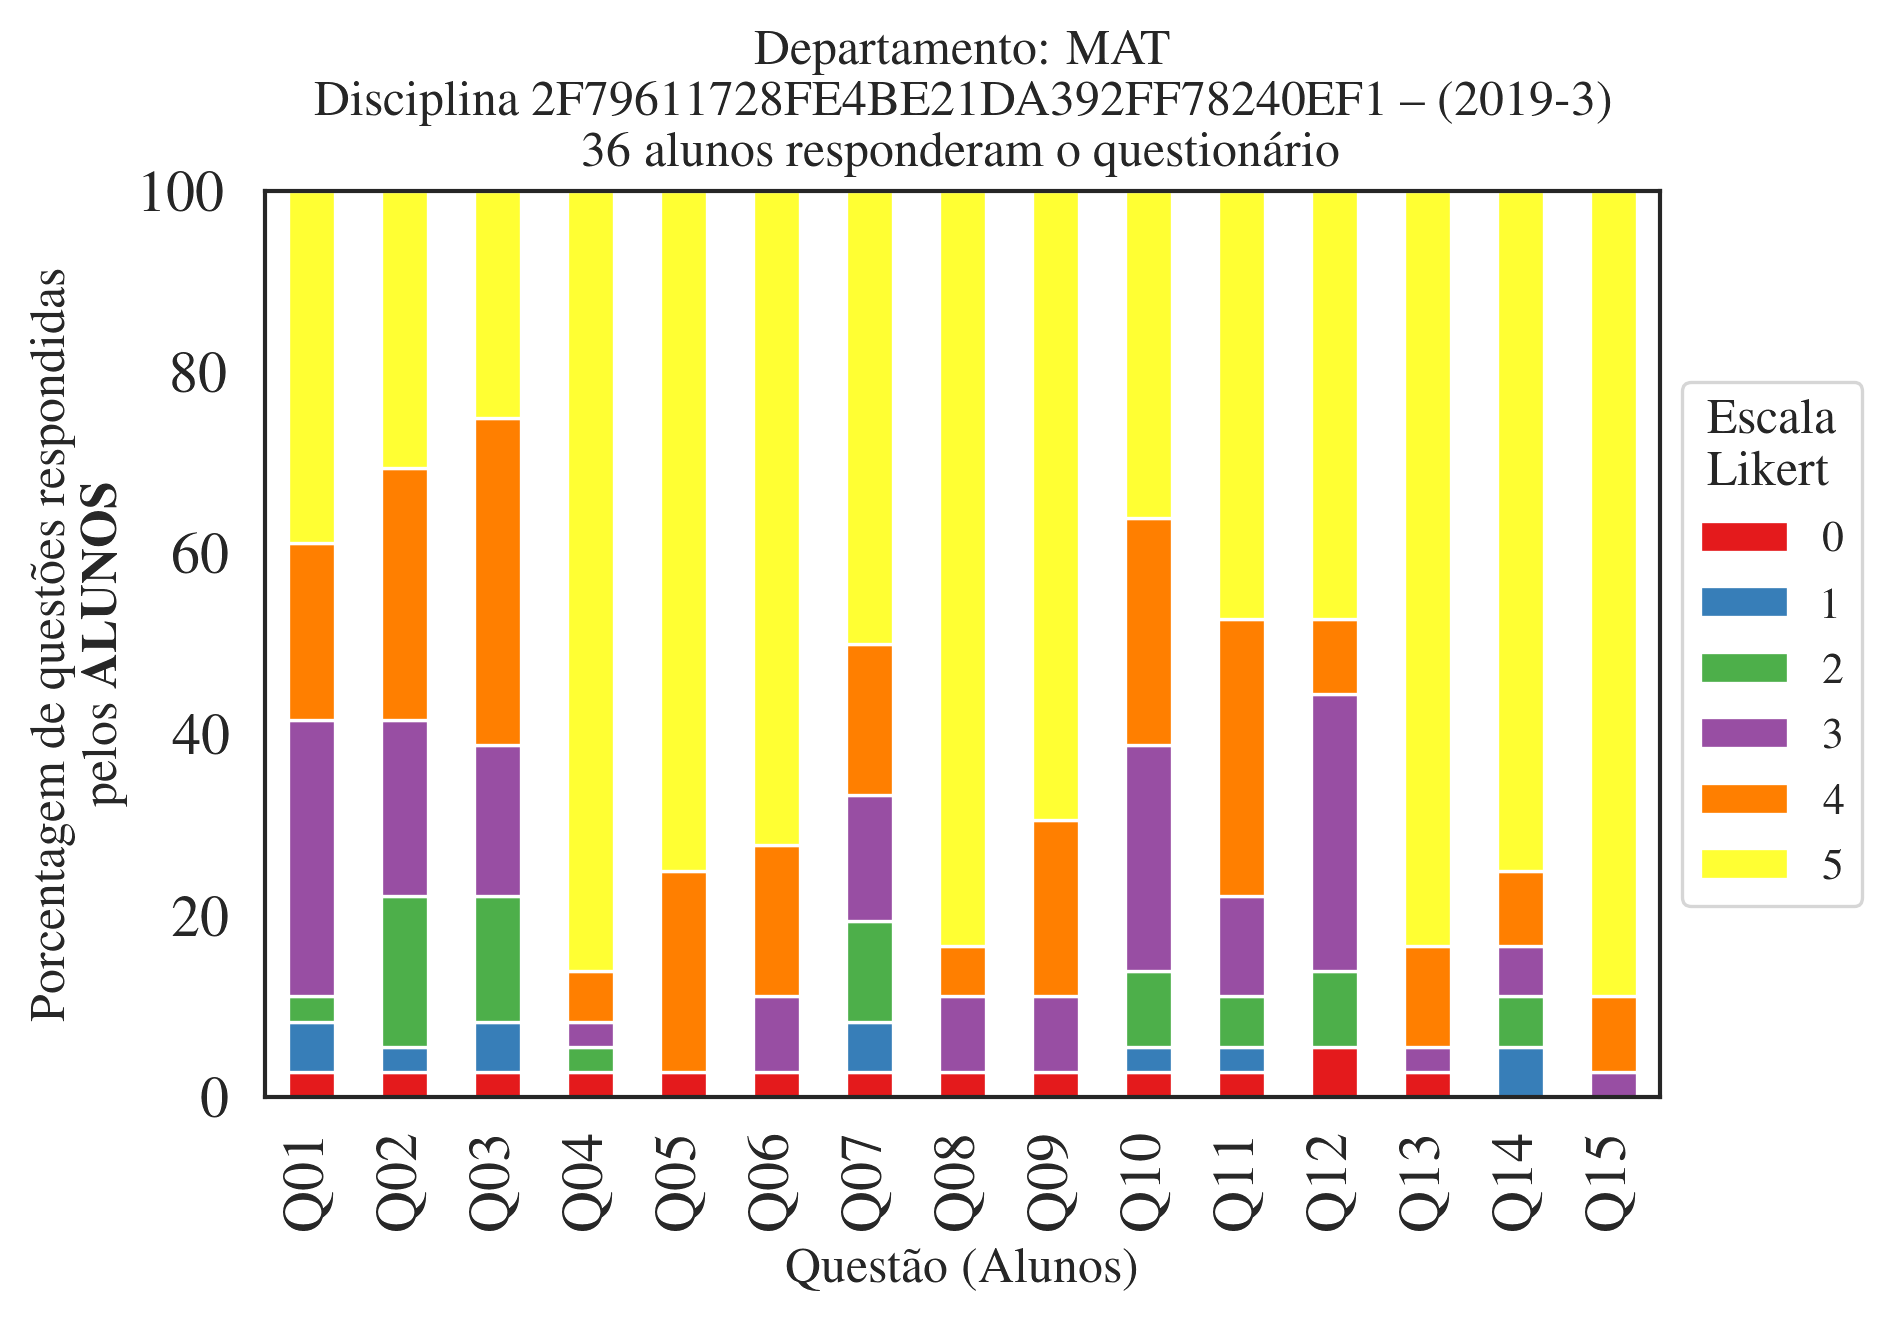 Departamento: MAT
Disciplina 2F79611728FE4BE21DA392FF78240EF1 – (2019-3)
36 alunos responderam o questionário
Porcentagem de questões respondidas
pelos ALUNOS
100
80
60
40
20
0
Q01
Q02
Q03
Q04
Q05
Q06
Q07
Q08
Q09
Q10
Q11
Q12
Q13
Q14
Q15
Questão (Alunos)
Escala
Likert
0
1
2
3
4
5